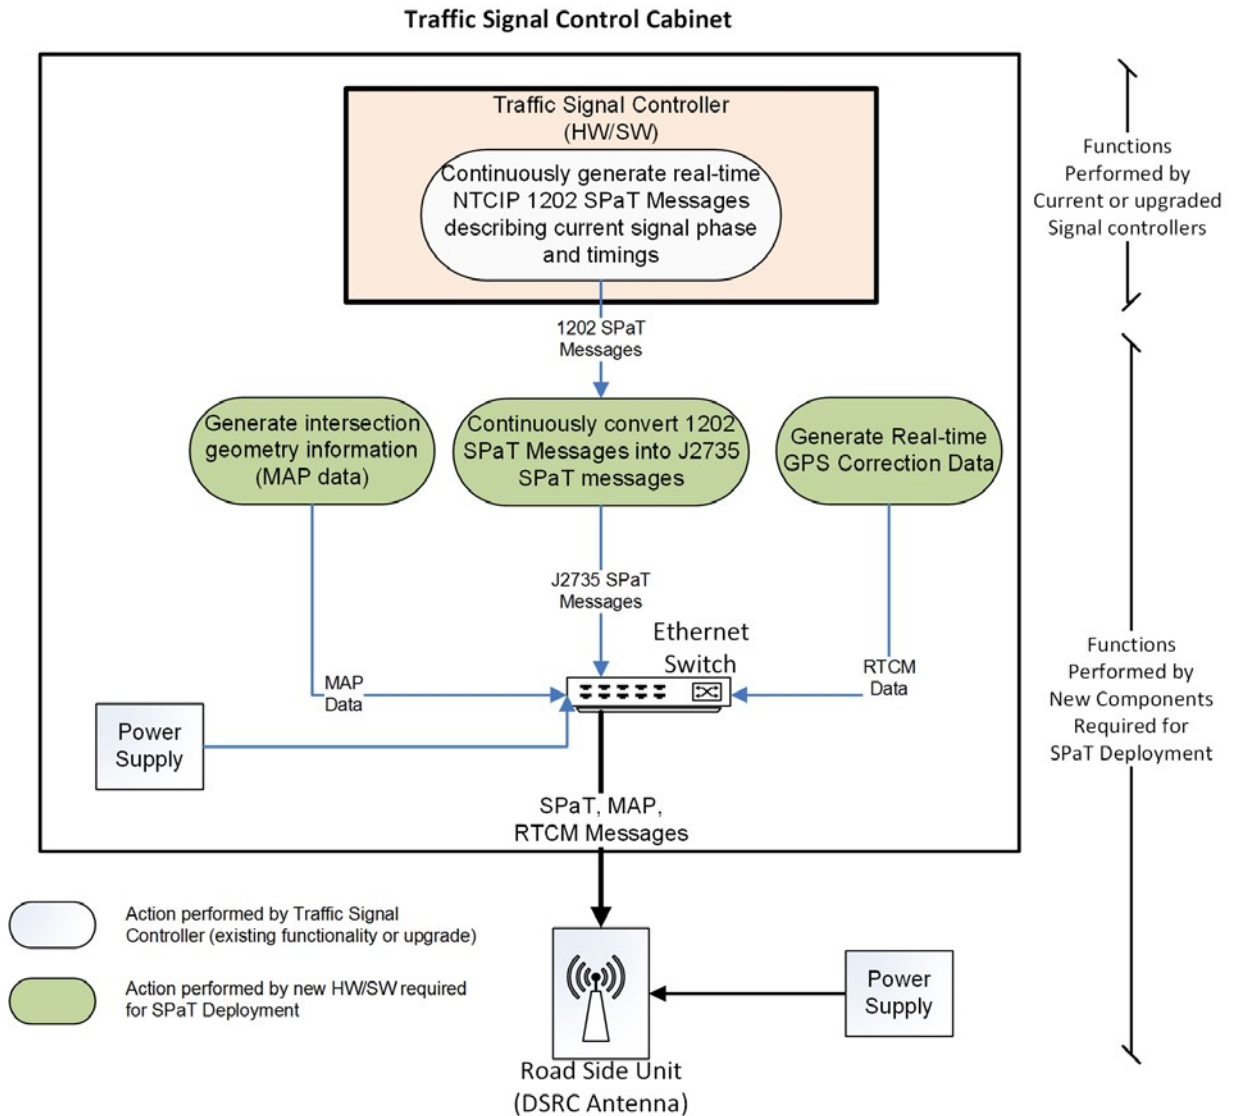 Traffic Signal Control Cabinet
Traffic Signal Controller
(HW/SW)
Continuously generate real-time
NTCIP 1202 SPaT Messages
describing current signal phase
and timings
Functions
Performed by
Current or upgraded
Signal controllers
1202 SPaT
Messages
Generate intersection
geometry information
(MAP data)
Continuously convert 1202
SPaT Messages into J2735
SPaT messages
Generate Real-time
GPS Correction Data
J2735 SPaT
Messages
Ethernet
Switch
MAP
Data
RTCM
Data
Functions
Performed by
New Components
Required for
SPaT Deployment
Power
Supply
SPaT, MAP,
RTCM Messages
Action performed by Traffic Signal
Controller (existing functionality or upgrade)
Action performed by new HW/SW required
for SPaT Deployment
Power
Supply
Road Side Unit
(DSRC Antenna)